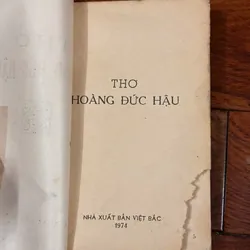 THƠ
HOÀNG ĐỨC HẬU
NHÀ XUẤT BẢN VIỆT BẮC
1974